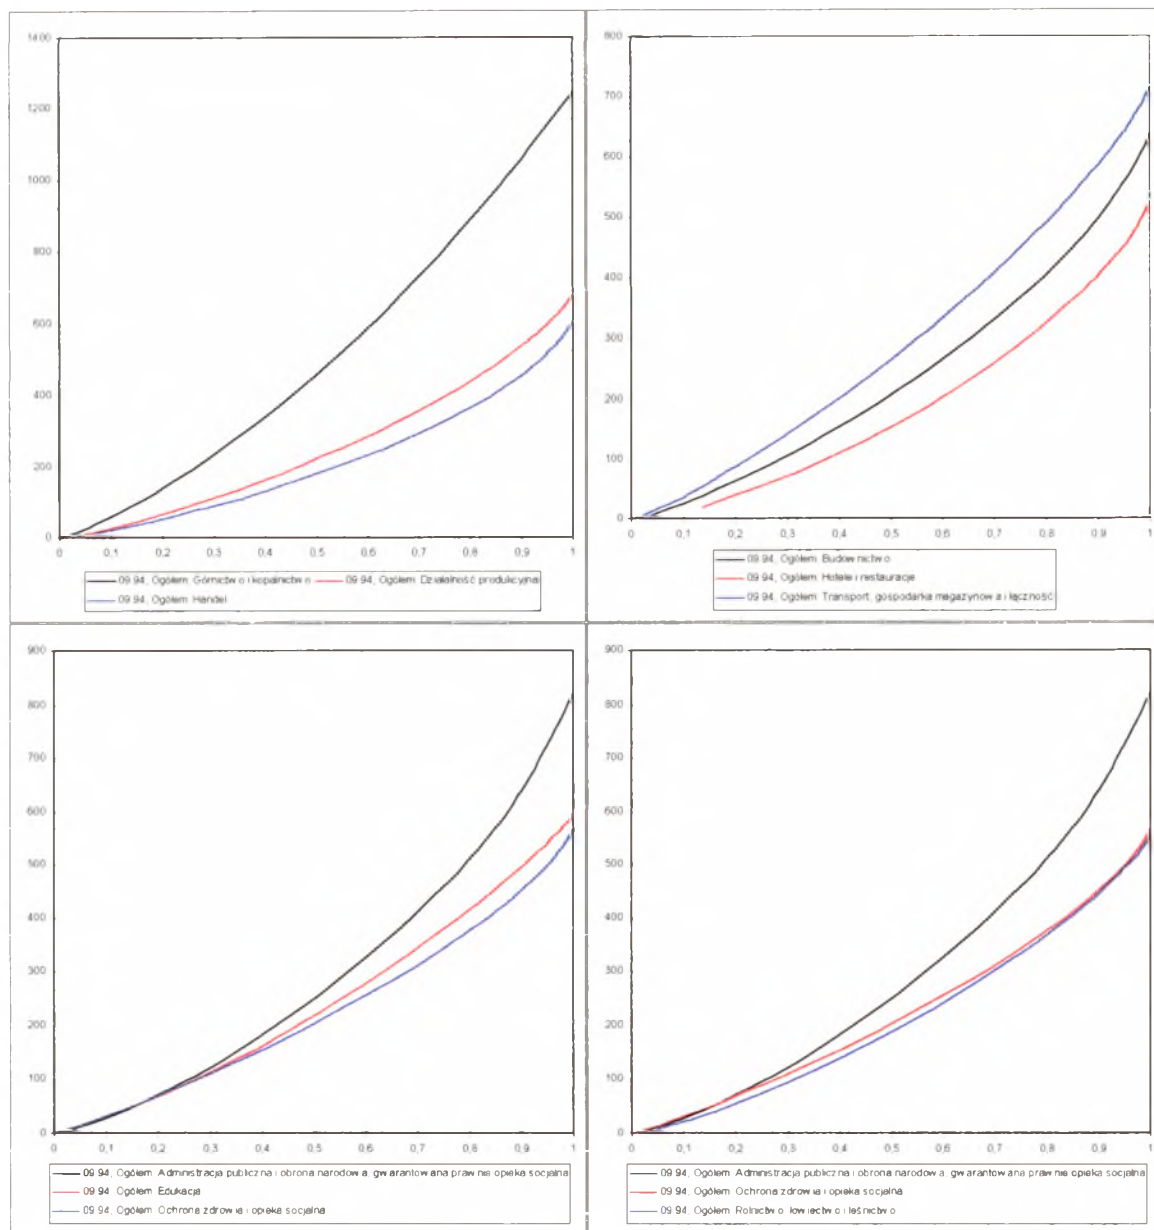 1400
1200
1000
800
600
400
200
0
0 0,1 0,2 0,3 0,4 0,5 0,6 0,7 0,8 0,9 1
09.94, Ogółem: Górnictwo i kopalnictwo 09.94, Ogółem: Działalność produkcyjna
09.94, Ogółem: Handel
800
700
600
500
400
300
200
100
0
0 0,1 0,2 0,3 0,4 0,5 0,6 0,7 0,8 0,9 1
09.94, Ogółem: Budownictwo
09.94, Ogółem: Hotele i restauracje
09.94, Ogółem: Transport, gospodarka magazynowa i łączność
900
800
700
600
500
400
300
200
100
0
0 0,1 0,2 0,3 0,4 0,5 0,6 0,7 0,8 0,9 1
09.94, Ogółem: Administracja publiczna i obrona narodowa, gwarantowana prawnie opieka socjalna
09.94, Ogółem: Edukacja
09.94, Ogółem: Ochrona zdrowia i opieka socjalna
900
800
700
600
500
400
300
200
100
0
0 0,1 0,2 0,3 0,4 0,5 0,6 0,7 0,8 0,9 1
09.94, Ogółem: Administracja publiczna i obrona narodowa, gwarantowana prawnie opieka socjalna
09.94, Ogółem: Ochrona zdrowia i opieka socjalna
09.94, Ogółem: Rolnictwo, łowiectwo i leśnictwo